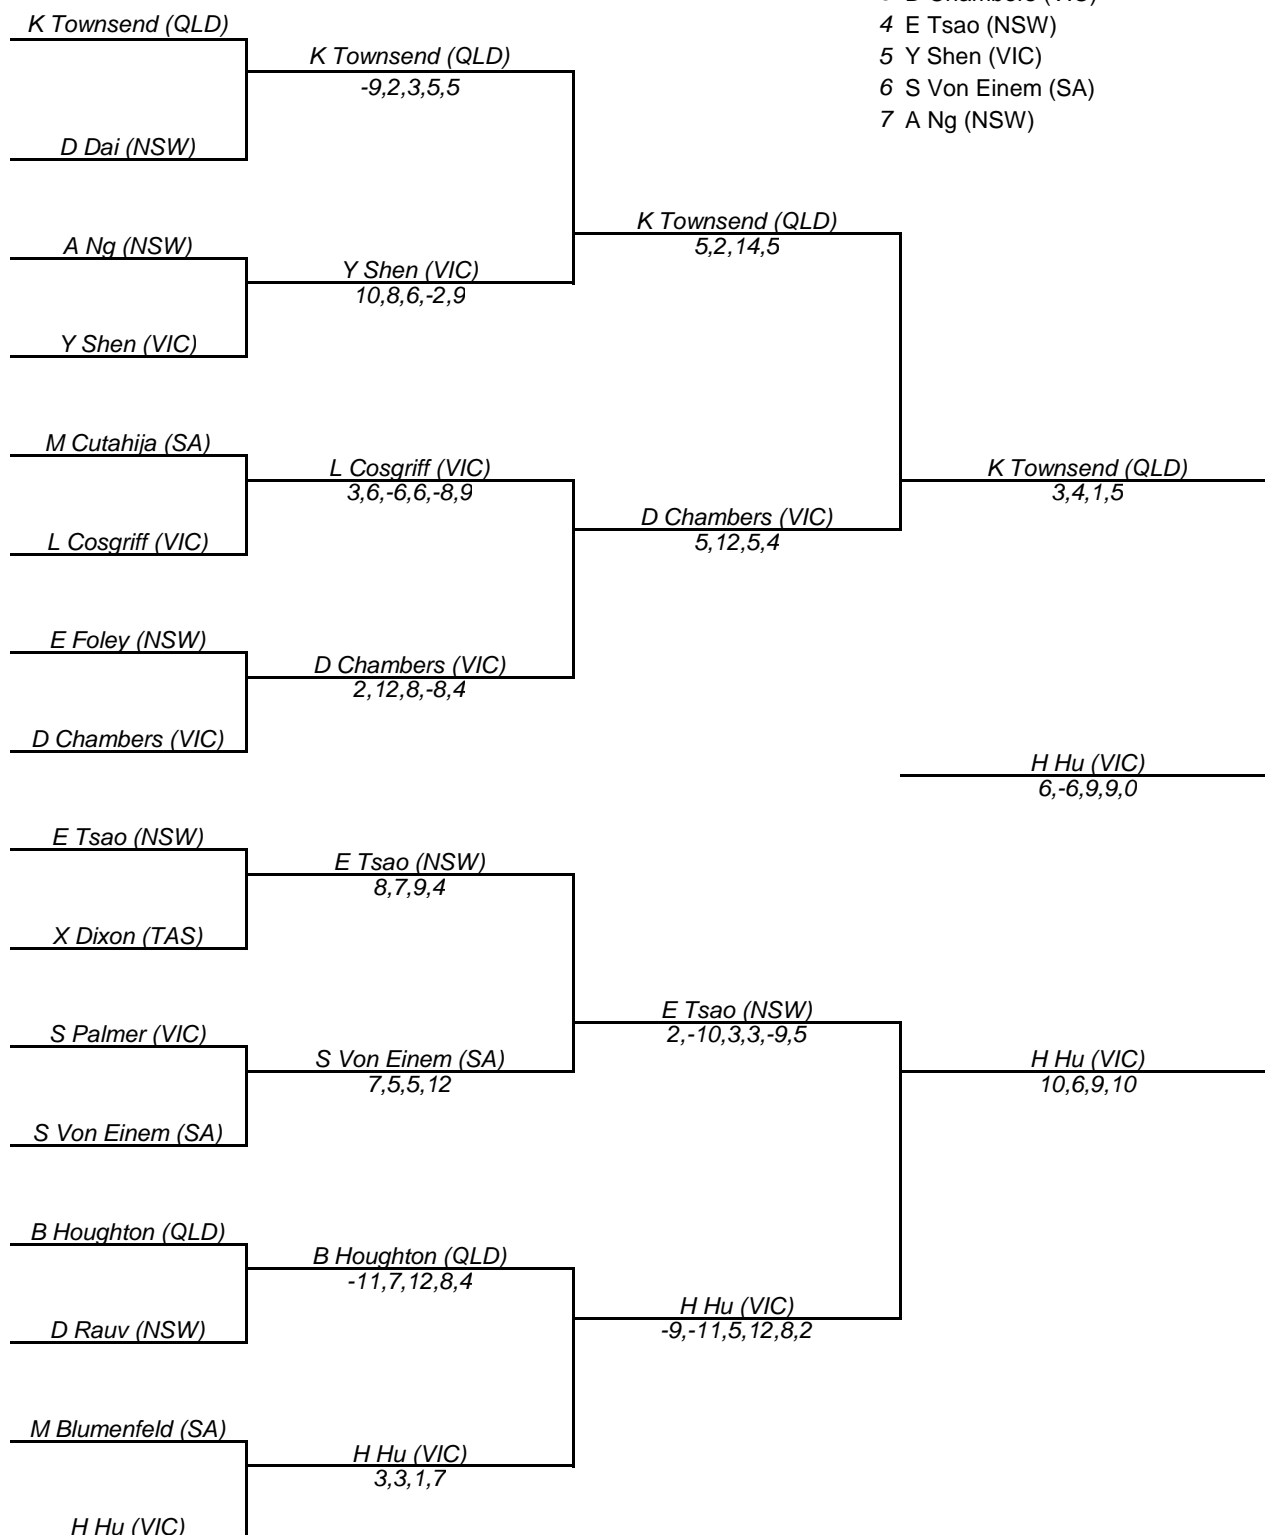 4 E Tsao (NSW)
5 Y Shen (VIC)
6 S Von Einem (SA)
7 A Ng (NSW)
K Townsend (QLD)
K Townsend (QLD)
-9,2,3,5,5
D Dai (NSW)
K Townsend (QLD)
5,2,14,5
A Ng (NSW)
Y Shen (VIC)
10,8,6,-2,9
Y Shen (VIC)
M Cutahija (SA)
L Cosgriff (VIC)
3,6,-6,6,-8,9
K Townsend (QLD)
3,4,1,5
L Cosgriff (VIC)
D Chambers (VIC)
5,12,5,4
E Foley (NSW)
D Chambers (VIC)
2,12,8,-8,4
D Chambers (VIC)
H Hu (VIC)
6,-6,9,9,0
E Tsao (NSW)
E Tsao (NSW)
8,7,9,4
X Dixon (TAS)
E Tsao (NSW)
2,-10,3,3,-9,5
S Palmer (VIC)
S Von Einem (SA)
7,5,5,12
H Hu (VIC)
10,6,9,10
S Von Einem (SA)
B Houghton (QLD)
B Houghton (QLD)
-11,7,12,8,4
D Rauv (NSW)
H Hu (VIC)
-9,-11,5,12,8,2
M Blumenfeld (SA)
H Hu (VIC)
3,3,1,7
H Hu (VIC)